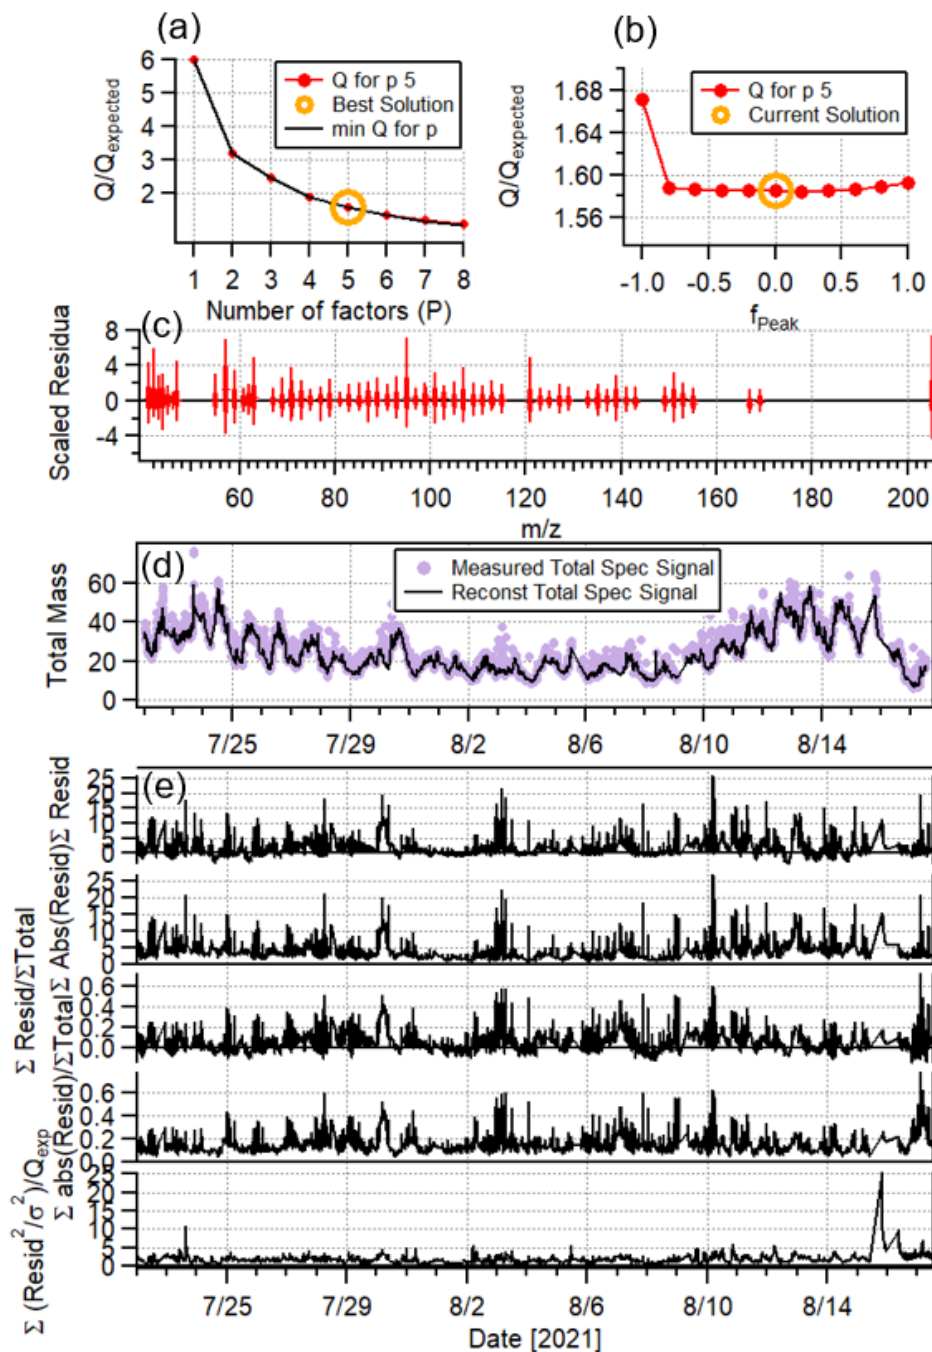 (a)
Q/Qexpected
6
5
4
3
2
Q for p 5
Best Solution
min Q for p
1 2 3 4 5 6 7 8
Number of factors (P)
(b)
Q/Qexpected
1.68
1.60
1.56
Q for p 5
Current Solution
-1.0 -0.5 0.0 0.5 1.0
fPeak
(c)
Scaled Residua
8
4
0
-4
60 80 100 120 140 160 180 200
m/z
(d)
Total Mass
60
40
20
0
Measured Total Spec Signal
Reconst Total Spec Signal
7/25 7/29 8/2 8/6 8/10 8/14
(e)
Σ Resid
25
20
15
10
5
0
Σ Abs(Resid)
25
20
15
10
5
0
Σ Resid/ΣTotal
0.6
0.4
0.2
0.0
Σ abs(Resid)/ΣTotal
0.6
0.4
0.2
0.0
Σ (Resid²/σ²)/Qexp
25
20
15
10
5
0
7/25 7/29 8/2 8/6 8/10 8/14
Date [2021]